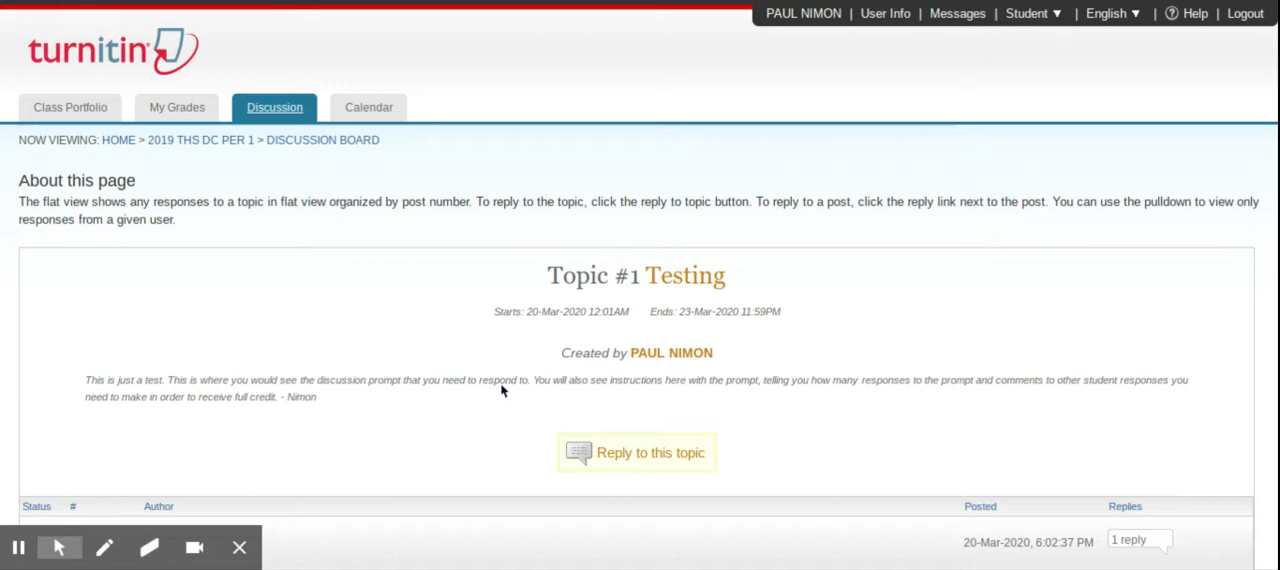 PAUL NIMON | User Info | Messages | Student ▼ | English ▼ | ? Help | Logout
turnitin
Class Portfolio My Grades Discussion Calendar
NOW VIEWING: HOME > 2019 THS DC PER 1 > DISCUSSION BOARD
About this page
The flat view shows any responses to a topic in flat view organized by post number. To reply to the topic, click the reply to topic button. To reply to a post, click the reply link next to the post. You can use the pulldown to view only
responses from a given user.
Topic #1 Testing
Starts: 20-Mar-2020 12:01AM Ends: 23-Mar-2020 11:59PM
Created by PAUL NIMON
This is just a test. This is where you would see the discussion prompt that you need to respond to. You will also see instructions here with the prompt, telling you how many responses to the prompt and comments to other student responses you
need to make in order to receive full credit. - Nimon
Reply to this topic
Status # Author Posted Replies
20-Mar-2020, 6:02:37 PM 1 reply